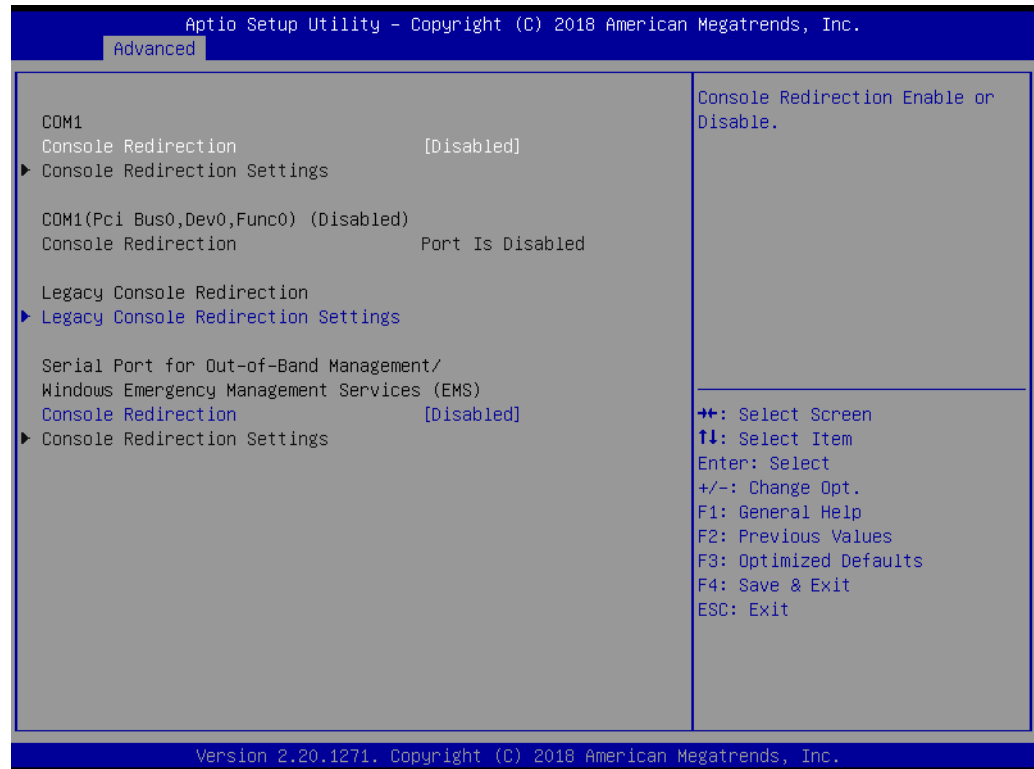 Aptio Setup Utility – Copyright (C) 2018 American Megatrends, Inc.
Advanced
COM1
Console Redirection [Disabled]
Console Redirection Settings
COM1(Pci Bus0,Dev0,Func0) (Disabled)
Console Redirection Port Is Disabled
Legacy Console Redirection
Legacy Console Redirection Settings
Serial Port for Out-of-Band Management/
Windows Emergency Management Services (EMS)
Console Redirection [Disabled]
Console Redirection Settings
Console Redirection Enable or
Disable.
→←: Select Screen
↑↓: Select Item
Enter: Select
+/-: Change Opt.
F1: General Help
F2: Previous Values
F3: Optimized Defaults
F4: Save & Exit
ESC: Exit
Version 2.20.1271. Copyright (C) 2018 American Megatrends, Inc.